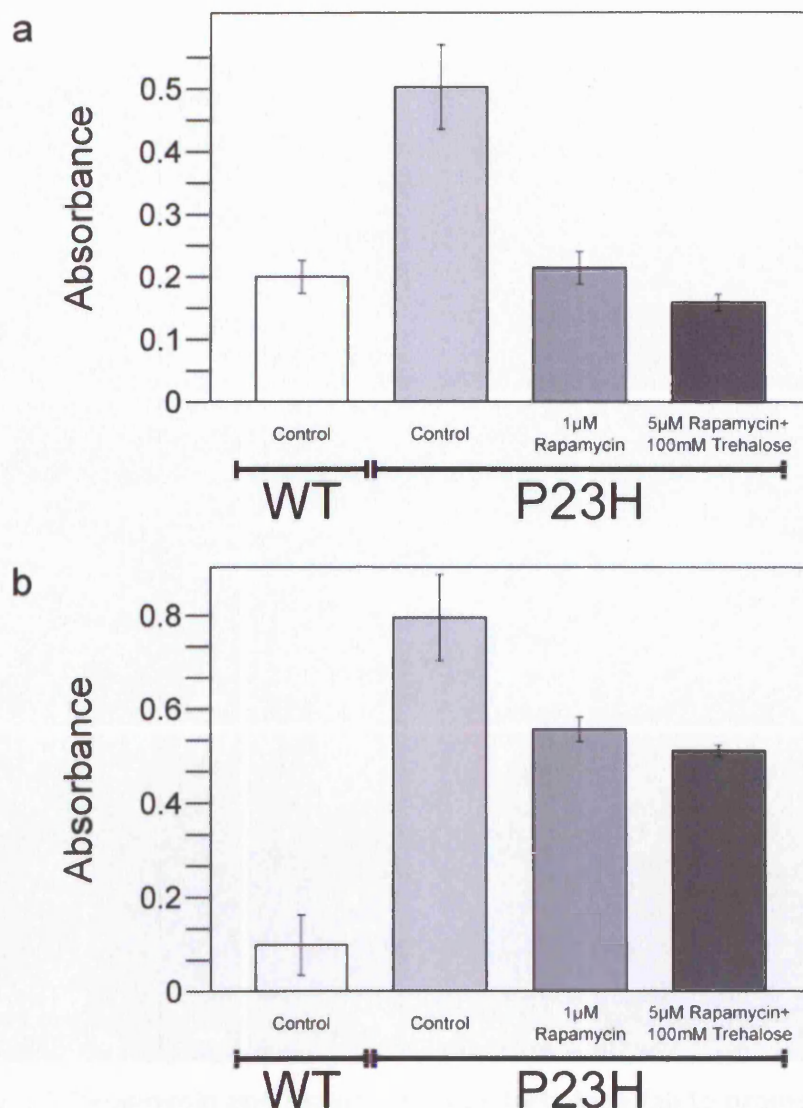 a
Absorbance
0.5
0.4
0.3
0.2
0.1
0
Control
Control
1µM
Rapamycin
5µM Rapamycin+
100mM Trehalose
WT
P23H
b
Absorbance
0.8
0.6
0.4
0.2
0
Control
Control
1µM
Rapamycin
5µM Rapamycin+
100mM Trehalose
WT
P23H